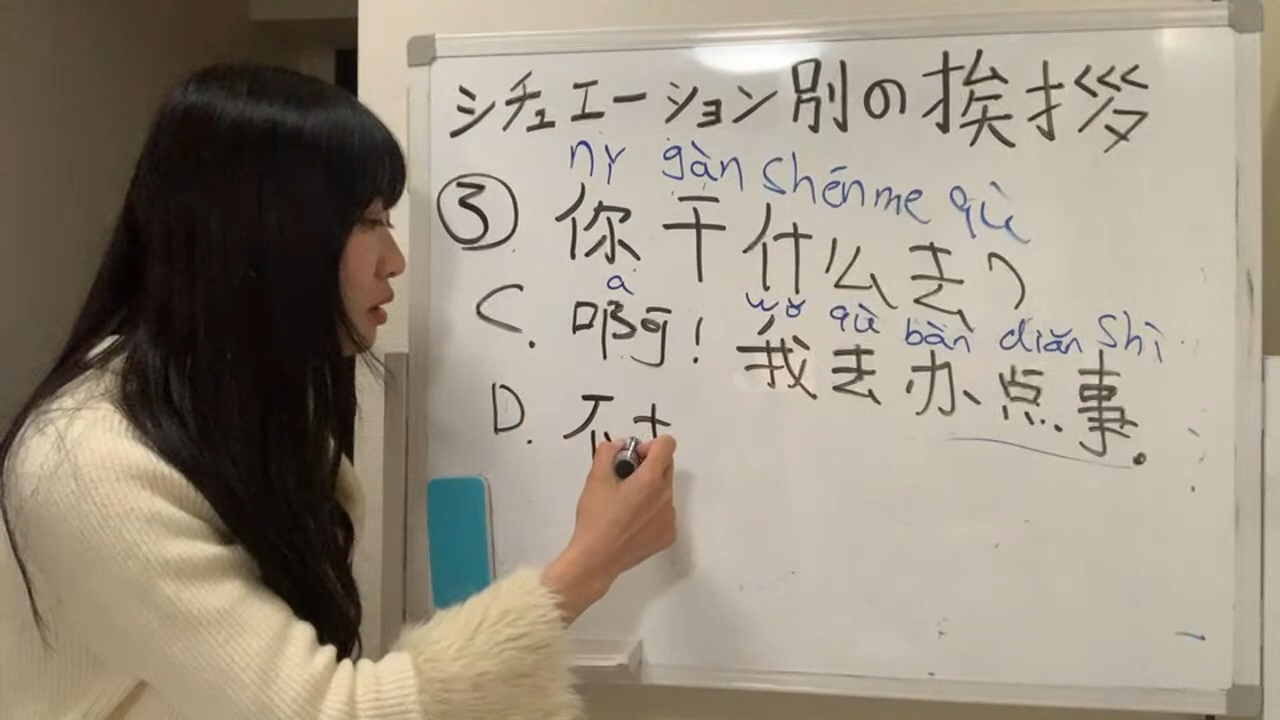 シチュエーション別の挨拶
nǐ gàn shénme qù
③ 你干什么去?
a wǒ qù bàn diǎn shì
C. 啊! 我去办点事.
D. 不